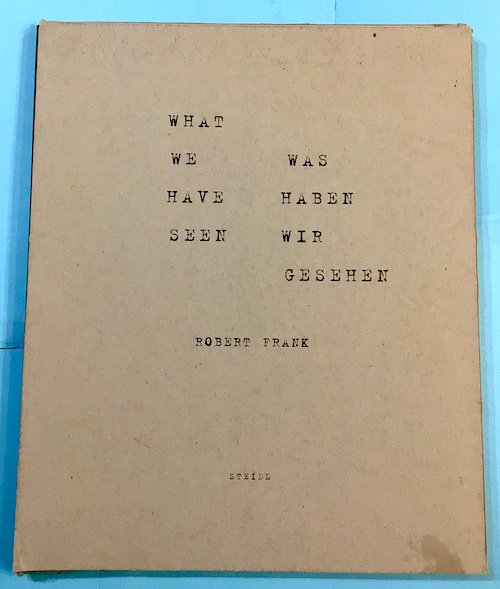 WHAT
WE WAS
HAVE HABEN
SEEN WIR
GESEHEN
ROBERT FRANK
STEIDL